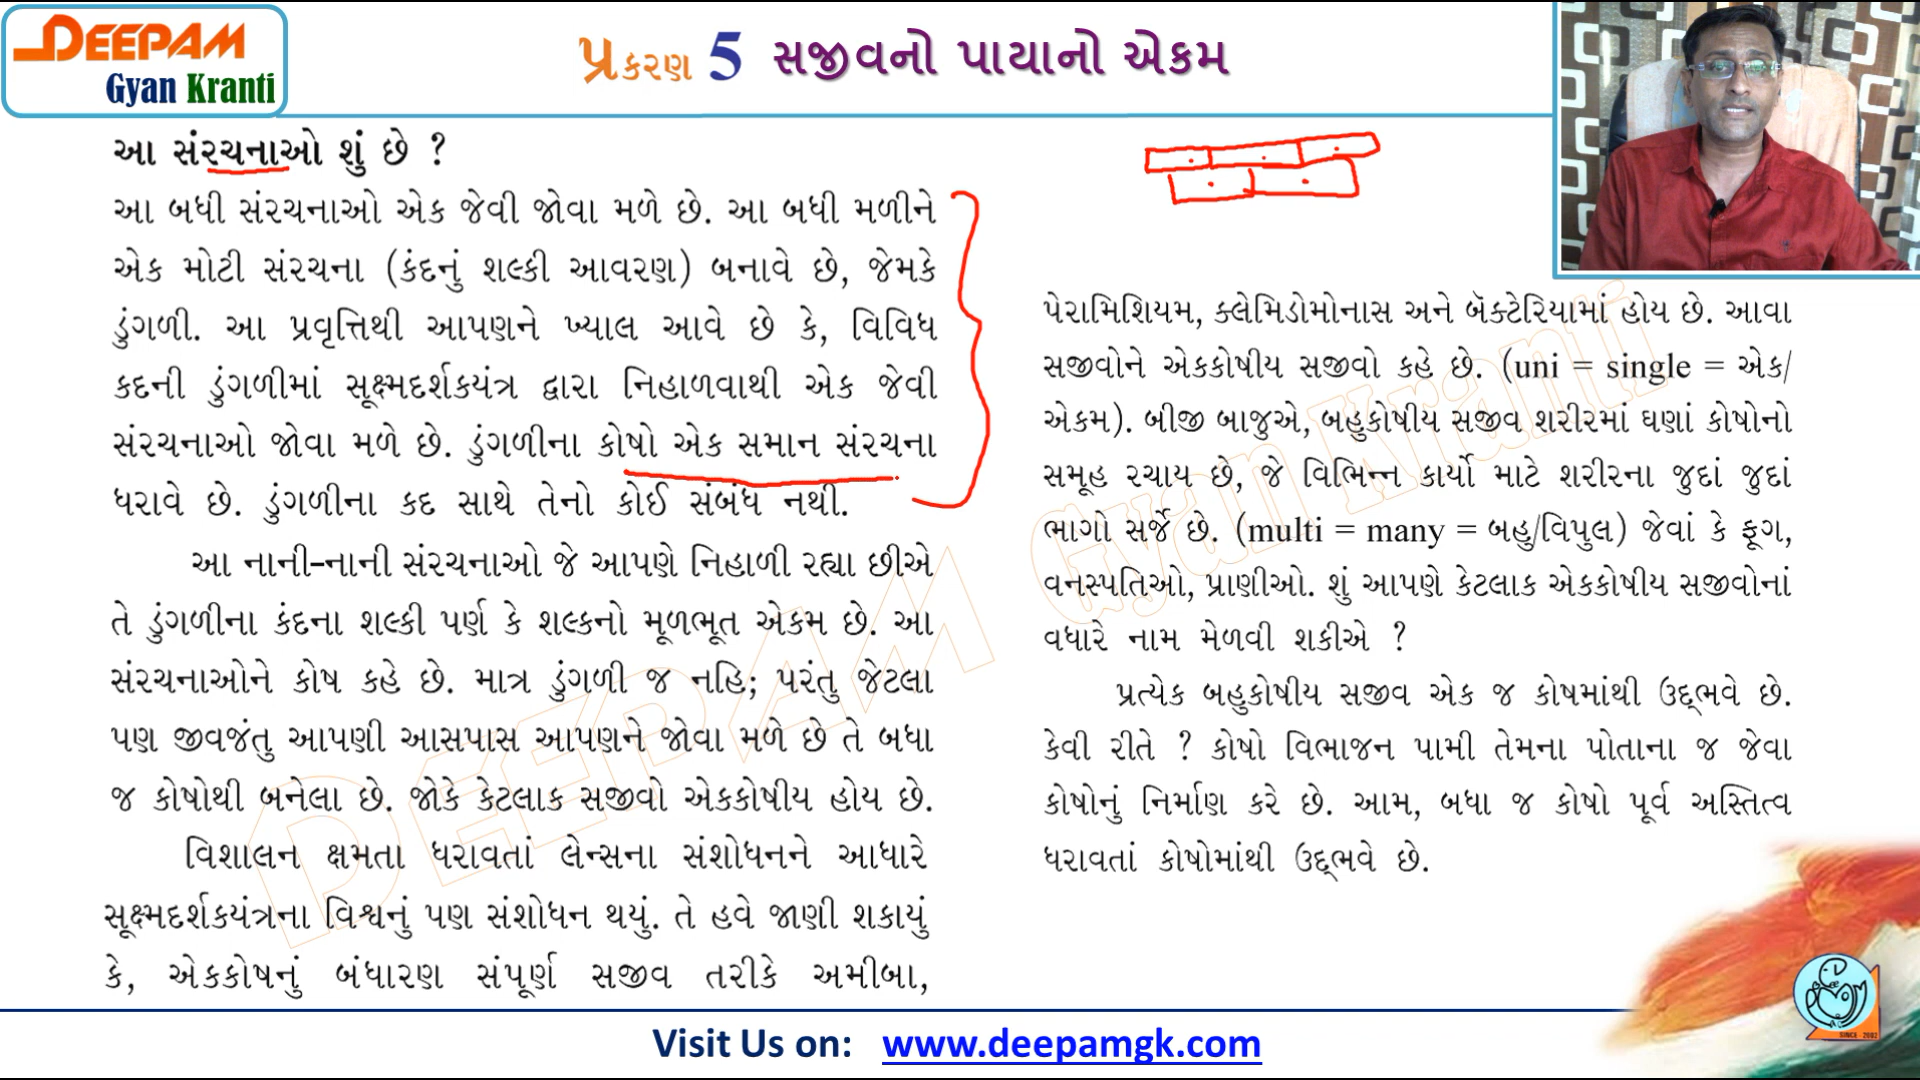 DEEPAM
Gyan Kranti
પ્રકરણ 5 સજીવનો પાયાનો એકમ
આ સંરચનાઓ શું છે ?
આ બધી સંરચનાઓ એક જેવી જોવા મળે છે. આ બધી મળીને
એક મોટી સંરચના (કંદનું શલ્કી આવરણ) બનાવે છે, જેમકે
ડુંગળી. આ પ્રવૃત્તિથી આપણને ખ્યાલ આવે છે કે, વિવિધ
કદની ડુંગળીમાં સૂક્ષ્મદર્શકયંત્ર દ્વારા નિહાળવાથી એક જેવી
સંરચનાઓ જોવા મળે છે. ડુંગળીના કોષો એક સમાન સંરચના
ધરાવે છે. ડુંગળીના કદ સાથે તેનો કોઈ સંબંધ નથી.
આ નાની-નાની સંરચનાઓ જે આપણે નિહાળી રહ્યા છીએ
તે ડુંગળીના કંદના શલ્કી પર્ણ કે શલ્કનો મૂળભૂત એકમ છે. આ
સંરચનાઓને કોષ કહે છે. માત્ર ડુંગળી જ નહિ; પરંતુ જેટલા
પણ જીવજંતુ આપણી આસપાસ આપણને જોવા મળે છે તે બધા
જ કોષોથી બનેલા છે. જોકે કેટલાક સજીવો એકકોષીય હોય છે.
વિશાલન ક્ષમતા ધરાવતાં લેન્સના સંશોધનને આધારે
સૂક્ષ્મદર્શકયંત્રના વિશ્વનું પણ સંશોધન થયું. તે હવે જાણી શકાયું
કે, એકકોષનું બંધારણ સંપૂર્ણ સજીવ તરીકે અમીબા,
પેરામિશિયમ, ક્લેમિડોમોનાસ અને બૅક્ટેરિયામાં હોય છે. આવા
સજીવોને એકકોષીય સજીવો કહે છે. (uni = single = એક/
એકમ). બીજી બાજુએ, બહુકોષીય સજીવ શરીરમાં ઘણાં કોષોનો
સમૂહ રચાય છે, જે વિભિન્ન કાર્યો માટે શરીરના જુદાં જુદાં
ભાગો સર્જે છે. (multi = many = બહુ/વિપુલ) જેવાં કે ફૂગ,
વનસ્પતિઓ, પ્રાણીઓ. શું આપણે કેટલાક એકકોષીય સજીવોનાં
વધારે નામ મેળવી શકીએ ?
પ્રત્યેક બહુકોષીય સજીવ એક જ કોષમાંથી ઉદ્ભવે છે.
કેવી રીતે ? કોષો વિભાજન પામી તેમના પોતાના જ જેવા
કોષોનું નિર્માણ કરે છે. આમ, બધા જ કોષો પૂર્વ અસ્તિત્વ
ધરાવતાં કોષોમાંથી ઉદ્ભવે છે.
DEEPAM Gyan Kranti
SINCE 2002
Visit Us on: www.deepamgk.com